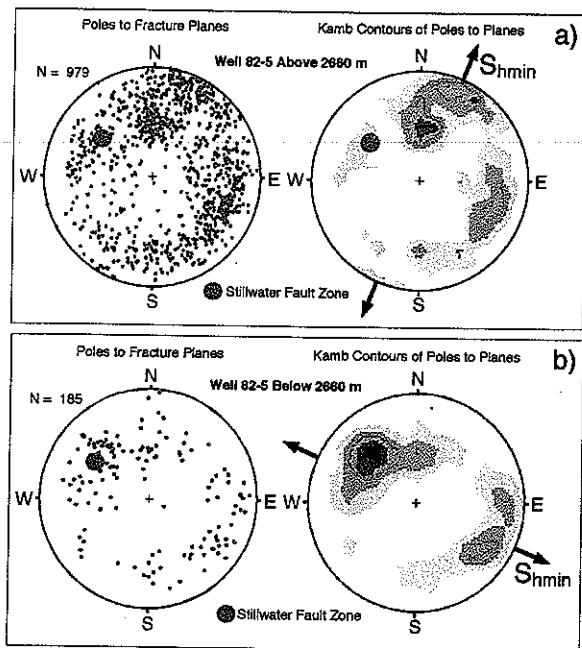 Poles to Fracture Planes
Kamb Contours of Poles to Planes
a)
N
N
Well 82-5 Above 2660 m
N = 979
Shmin
W
E
W
E
S
S
Stillwater Fault Zone
Poles to Fracture Planes
Kamb Contours of Poles to Planes
b)
N
N
Well 82-5 Below 2660 m
N = 185
W
E
W
E
Shmin
S
S
Stillwater Fault Zone